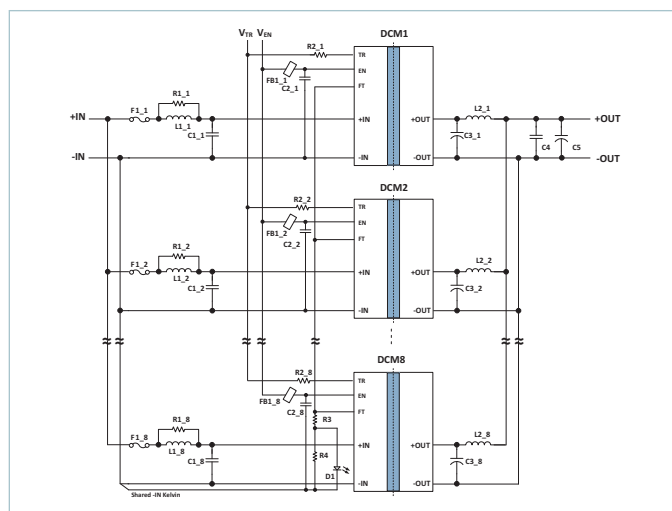 V_TR V_EN
DCM1
R2_1
TR
EN
FT
FB1_1
C2_1
R1_1
F1_1
L1_1
C1_1
+IN
-IN
+IN
-IN
+OUT
-OUT
L2_1
C3_1
C4
C5
+OUT
-OUT
DCM2
R2_2
TR
EN
FT
FB1_2
C2_2
R1_2
F1_2
L1_2
C1_2
+IN
-IN
+OUT
-OUT
L2_2
C3_2
DCM8
R2_8
TR
EN
FT
FB1_8
C2_8
R3
R4
D1
R1_8
F1_8
L1_8
C1_8
+IN
-IN
+OUT
-OUT
L2_8
C3_8
Shared -IN Kelvin